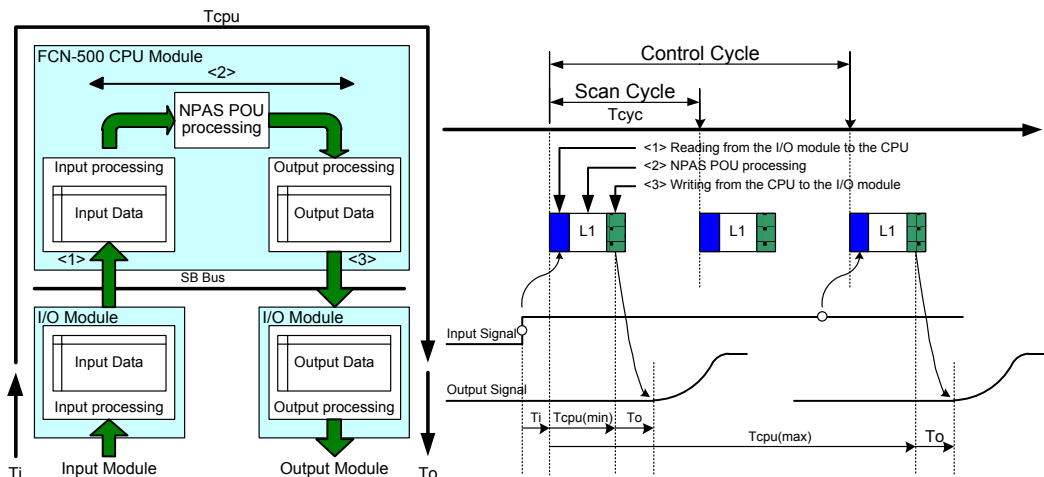 Tcpu
FCN-500 CPU Module
<2>
NPAS POU
processing
Input processing
Output processing
Input Data
Output Data
<1>
<3>
SB Bus
I/O Module
I/O Module
Input Data
Output Data
Input processing
Output processing
Ti
Input Module
Output Module
To
Control Cycle
Scan Cycle
Tcyc
<1> Reading from the I/O module to the CPU
<2> NPAS POU processing
<3> Writing from the CPU to the I/O module
L1
L1
L1
Input Signal
Output Signal
Ti
Tcpu(min)
To
Tcpu(max)
To